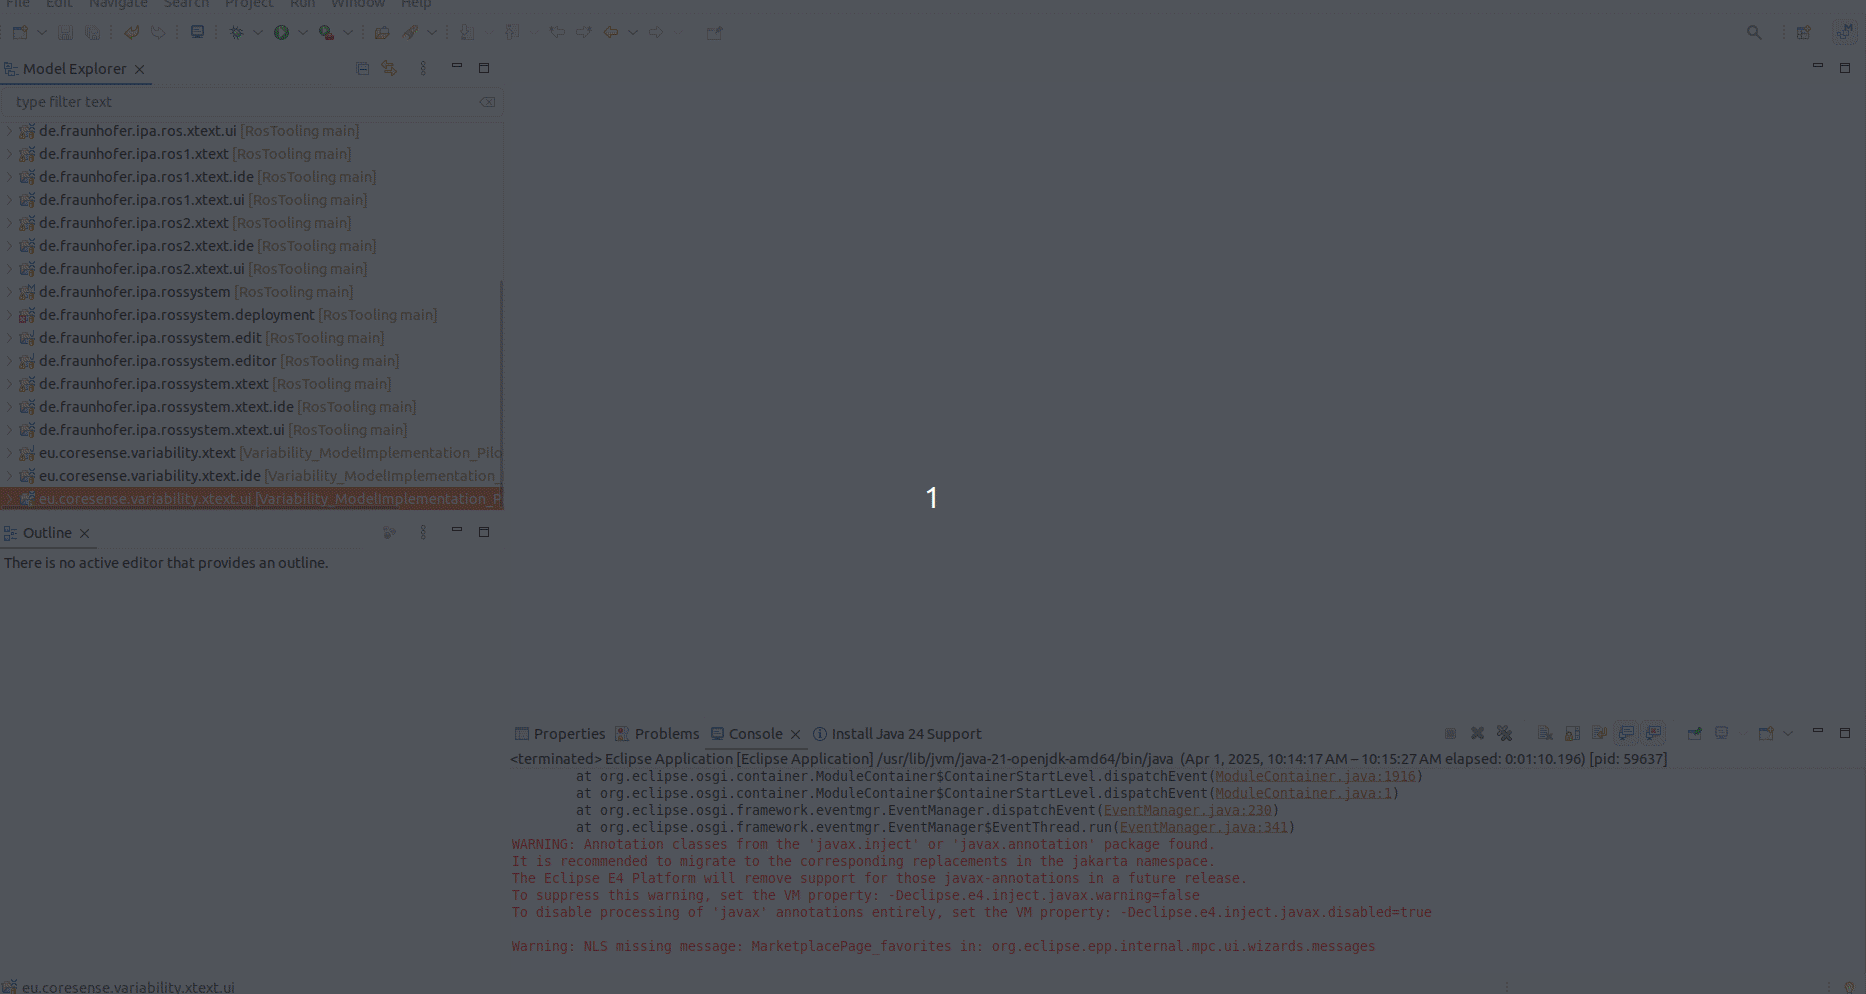 File Edit Navigate Search Project Run Window Help
Model Explorer
type filter text
de.fraunhofer.ipa.ros.xtext.ui [RosTooling main]
de.fraunhofer.ipa.ros1.xtext [RosTooling main]
de.fraunhofer.ipa.ros1.xtext.ide [RosTooling main]
de.fraunhofer.ipa.ros1.xtext.ui [RosTooling main]
de.fraunhofer.ipa.ros2.xtext [RosTooling main]
de.fraunhofer.ipa.ros2.xtext.ide [RosTooling main]
de.fraunhofer.ipa.ros2.xtext.ui [RosTooling main]
de.fraunhofer.ipa.rossystem [RosTooling main]
de.fraunhofer.ipa.rossystem.deployment [RosTooling main]
de.fraunhofer.ipa.rossystem.edit [RosTooling main]
de.fraunhofer.ipa.rossystem.editor [RosTooling main]
de.fraunhofer.ipa.rossystem.xtext [RosTooling main]
de.fraunhofer.ipa.rossystem.xtext.ide [RosTooling main]
de.fraunhofer.ipa.rossystem.xtext.ui [RosTooling main]
eu.coresense.variability.xtext [Variability_ModelImplementation_Pilo
eu.coresense.variability.xtext.ide [Variability_ModelImplementation_
eu.coresense.variability.xtext.ui [Variability_ModelImplementation_P
1
Outline
There is no active editor that provides an outline.
Properties Problems Console Install Java 24 Support
<terminated> Eclipse Application [Eclipse Application] /usr/lib/jvm/java-21-openjdk-amd64/bin/java (Apr 1, 2025, 10:14:17 AM – 10:15:27 AM elapsed: 0:01:10.196) [pid: 59637]
at org.eclipse.osgi.container.ModuleContainer$ContainerStartLevel.dispatchEvent(ModuleContainer.java:1916)
at org.eclipse.osgi.container.ModuleContainer$ContainerStartLevel.dispatchEvent(ModuleContainer.java:1)
at org.eclipse.osgi.framework.eventmgr.EventManager.dispatchEvent(EventManager.java:230)
at org.eclipse.osgi.framework.eventmgr.EventManager$EventThread.run(EventManager.java:341)
WARNING: Annotation classes from the 'javax.inject' or 'javax.annotation' package found.
It is recommended to migrate to the corresponding replacements in the jakarta namespace.
The Eclipse E4 Platform will remove support for those javax-annotations in a future release.
To suppress this warning, set the VM property: -Declipse.e4.inject.javax.warning=false
To disable processing of 'javax' annotations entirely, set the VM property: -Declipse.e4.inject.javax.disabled=true
Warning: NLS missing message: MarketplacePage_favorites in: org.eclipse.epp.internal.mpc.ui.wizards.messages
eu.coresense.variability.xtext.ui